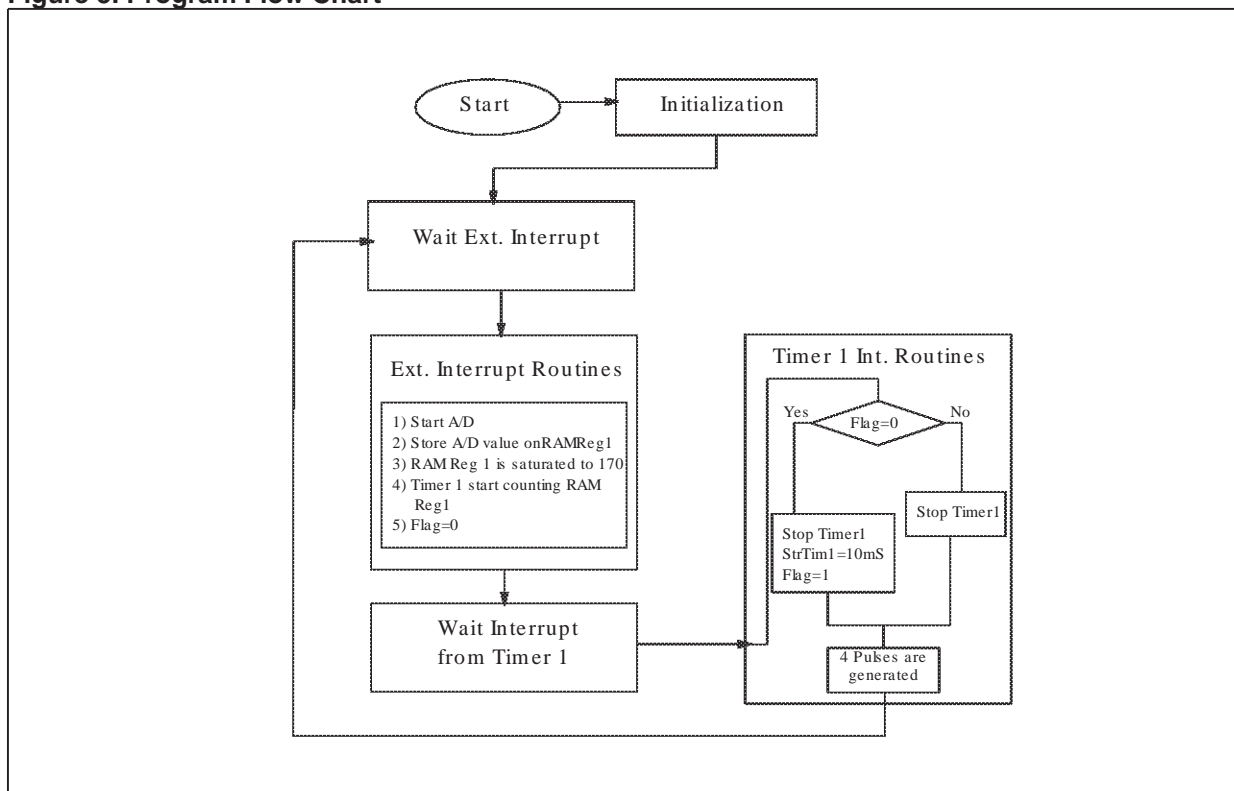 Figure 8. Program Flow Chart
Start
Initialization
Wait Ext. Interrupt
Ext. Interrupt Routines
1) Start A/D
2) Store A/D value onRAMReg1
3) RAM Reg 1 is saturated to 170
4) Timer 1 start counting RAM
Reg1
5) Flag=0
Wait Interrupt
from Timer 1
Timer 1 Int. Routines
Yes
Flag=0
No
Stop Timer1
StrTim1=10mS
Flag=1
Stop Timer1
4 Pulses are
generated